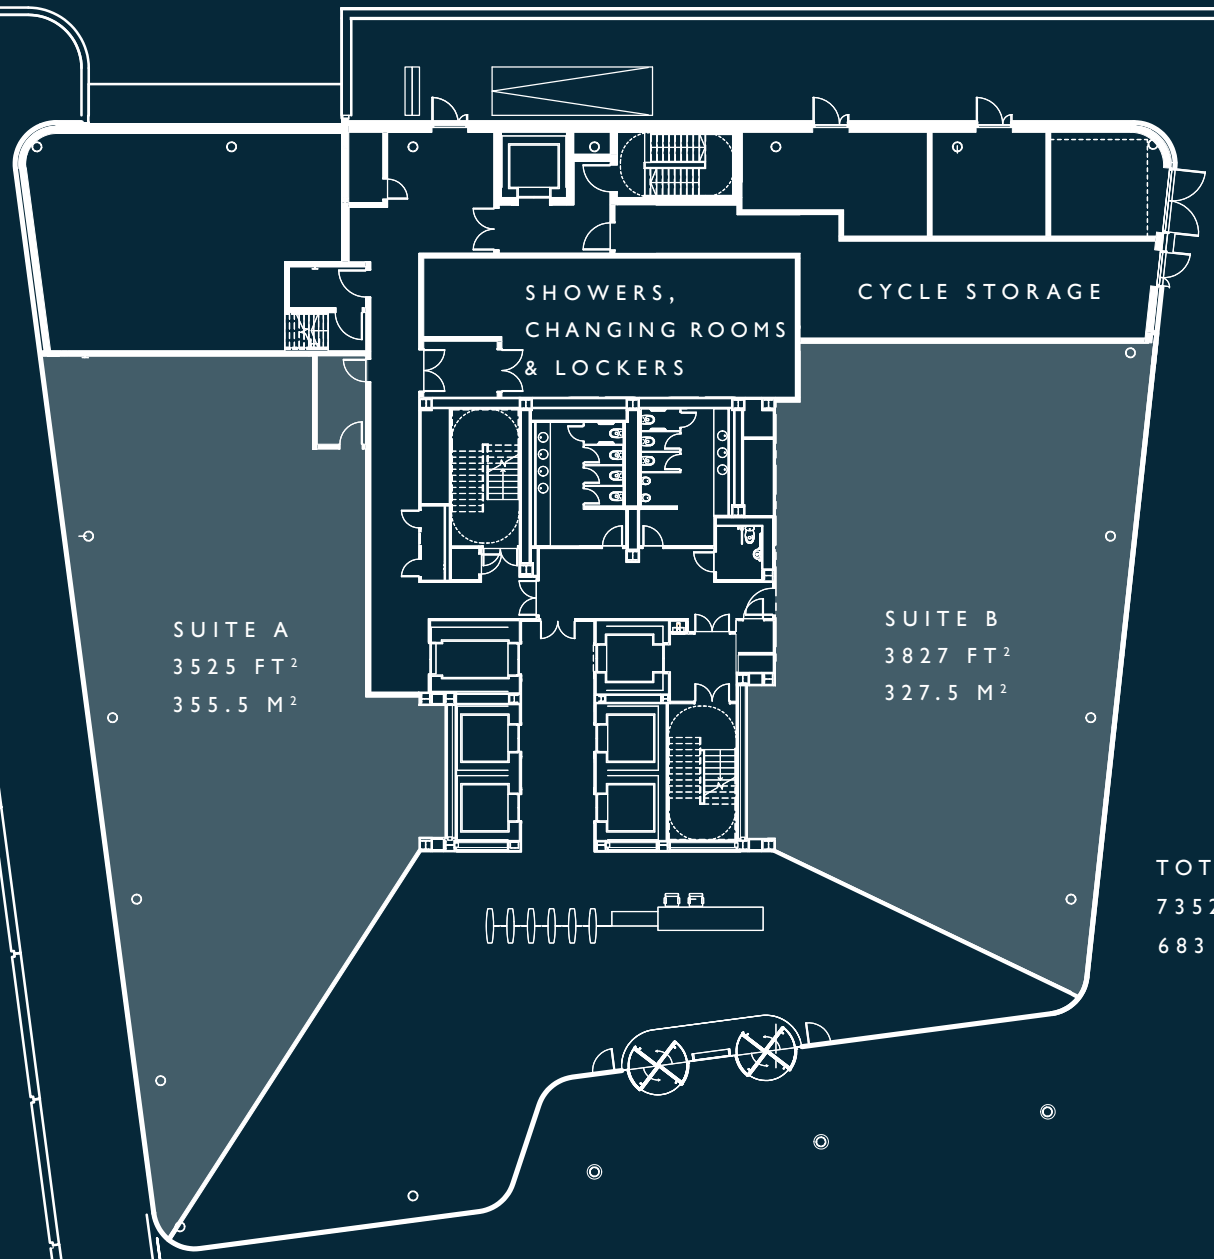 SHOWERS,
CHANGING ROOMS
& LOCKERS
CYCLE STORAGE
SUITE A
3525 FT²
355.5 M²
SUITE B
3827 FT²
327.5 M²
TOT
7352
683